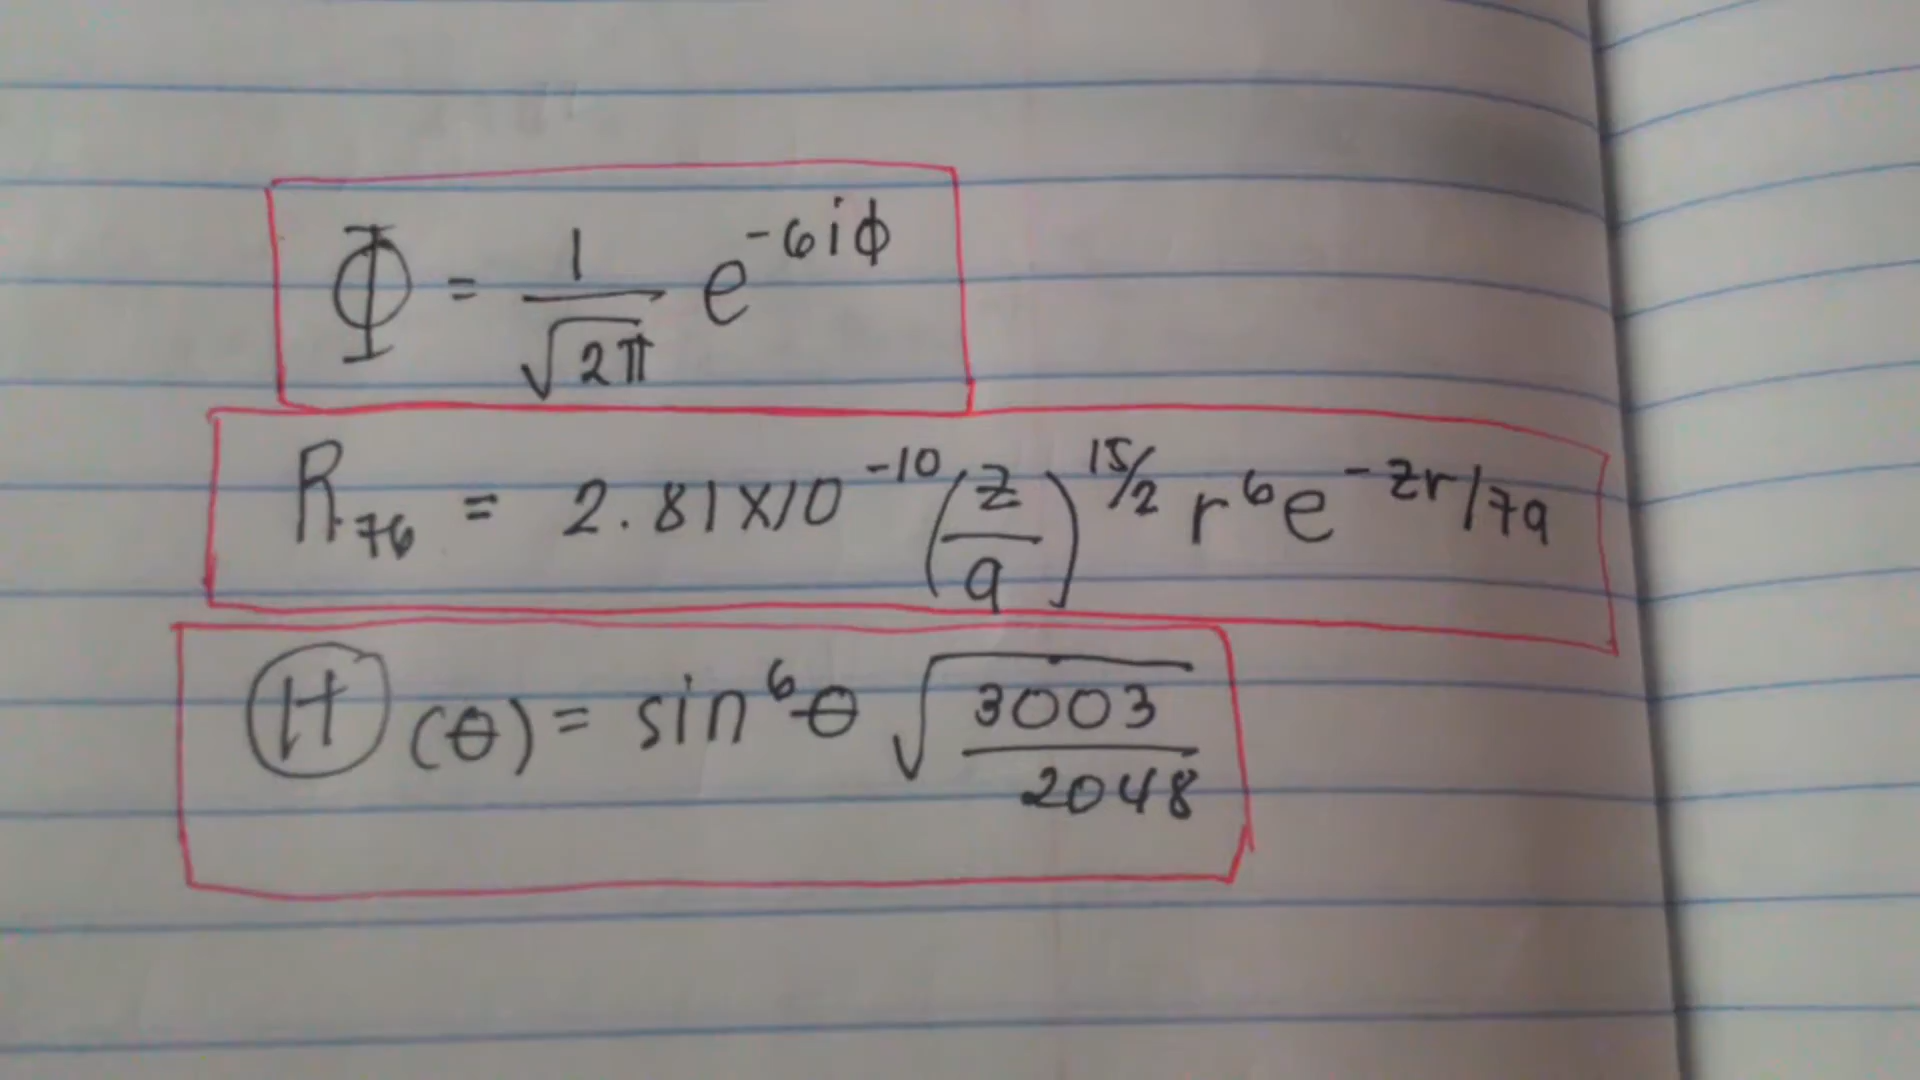 Φ = 1/√2π e^-6iϕ
R₇₆ = 2.81×10^-10 (z/a)^15/2 r^6 e^-zr/7a
Ⓗ(θ) = sin^6 θ √3003/2048